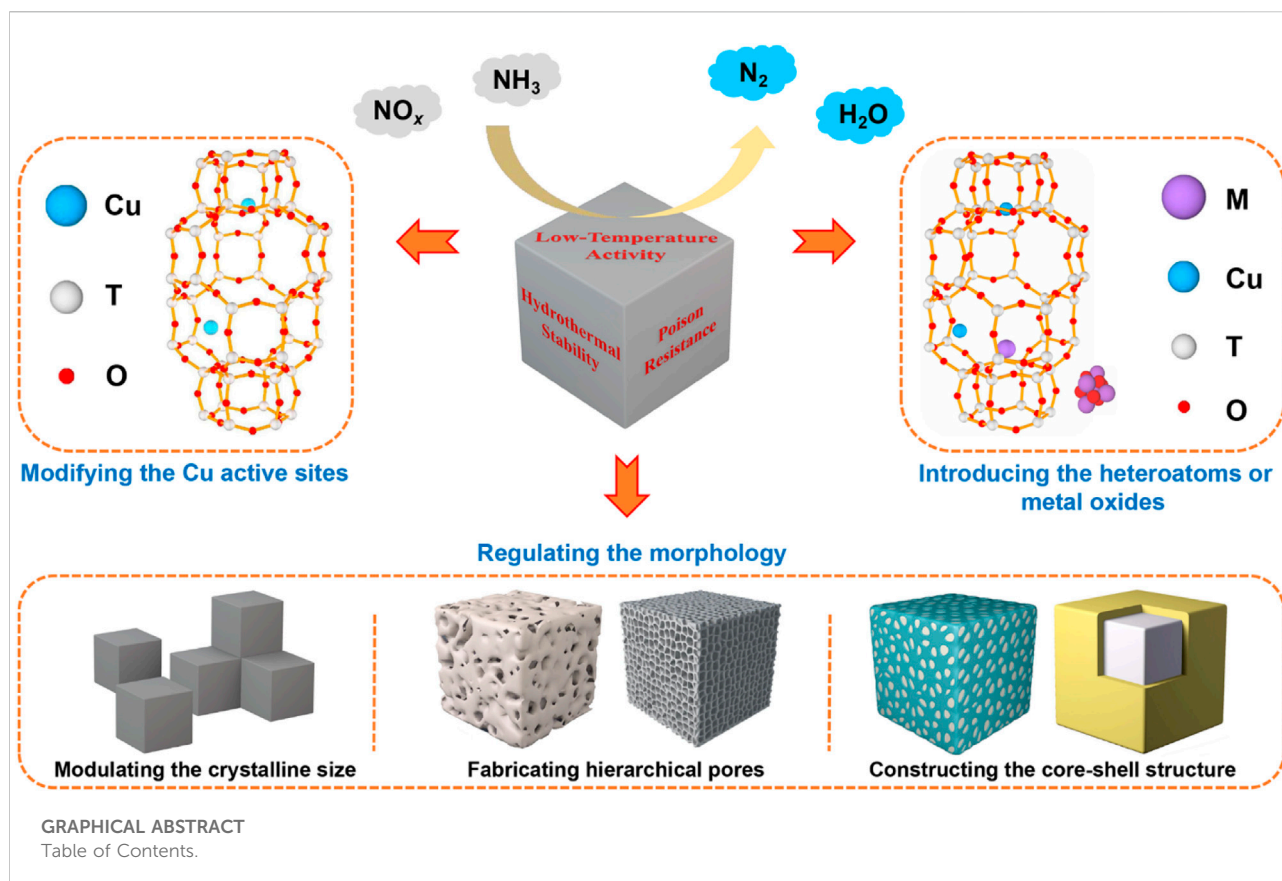 NOx
NH3
N2
H2O
Cu
T
O
Low-Temperature
Activity
Hydrothermal
Stability
Poison
Resistance
M
Cu
T
O
Modifying the Cu active sites
Introducing the heteroatoms or
metal oxides
Regulating the morphology
Modulating the crystalline size
Fabricating hierarchical pores
Constructing the core-shell structure
GRAPHICAL ABSTRACT
Table of Contents.